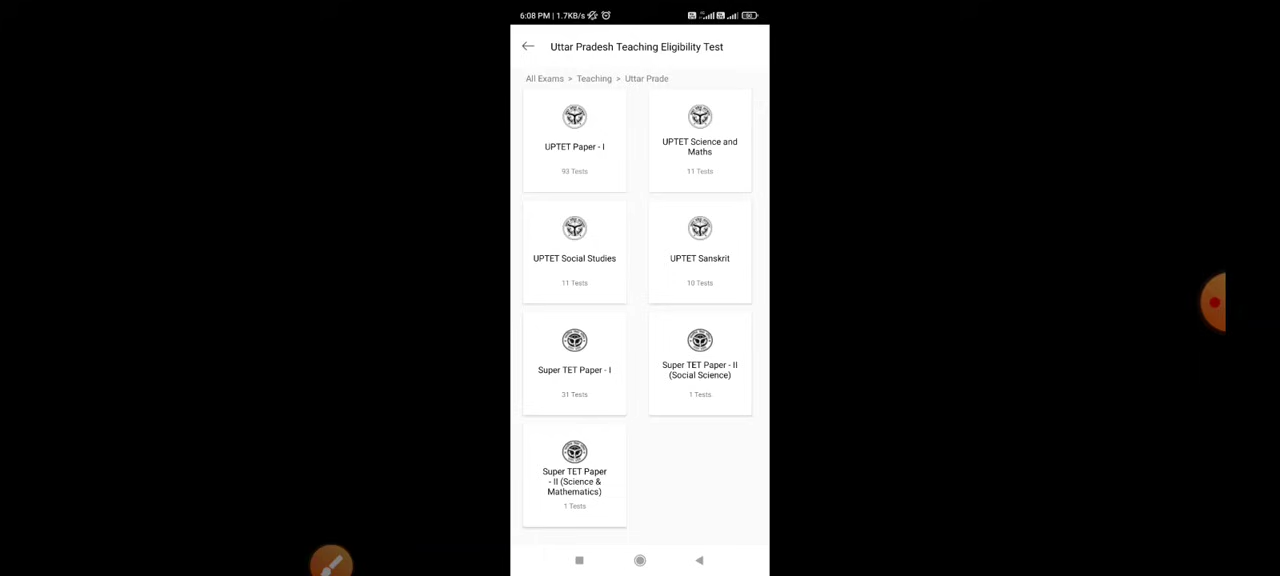 6:08 PM | 1.7KB/s
Uttar Pradesh Teaching Eligibility Test
All Exams > Teaching > Uttar Prade
UPTET Paper - I
93 Tests
UPTET Science and
Maths
11 Tests
UPTET Social Studies
11 Tests
UPTET Sanskrit
10 Tests
Super TET Paper - I
31 Tests
Super TET Paper - II
(Social Science)
1 Tests
Super TET Paper
- II (Science &
Mathematics)
1 Tests